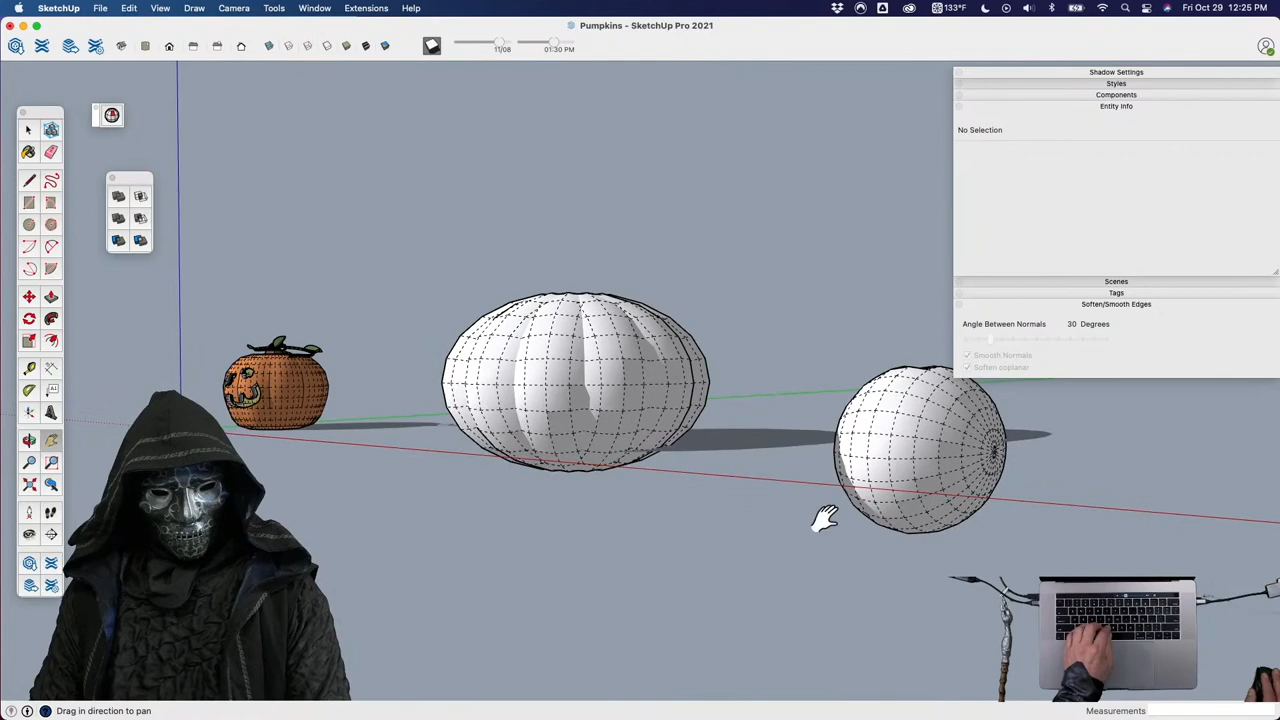 SketchUp File Edit View Draw Camera Tools Window Extensions Help
133°F
Fri Oct 29 12:25 PM
Pumpkins - SketchUp Pro 2021
11/08 01:30 PM
Shadow Settings
Styles
Components
Entity Info
No Selection
Scenes
Tags
Soften/Smooth Edges
Angle Between Normals 30 Degrees
Smooth Normals
Soften coplanar
Drag in direction to pan
Measurements